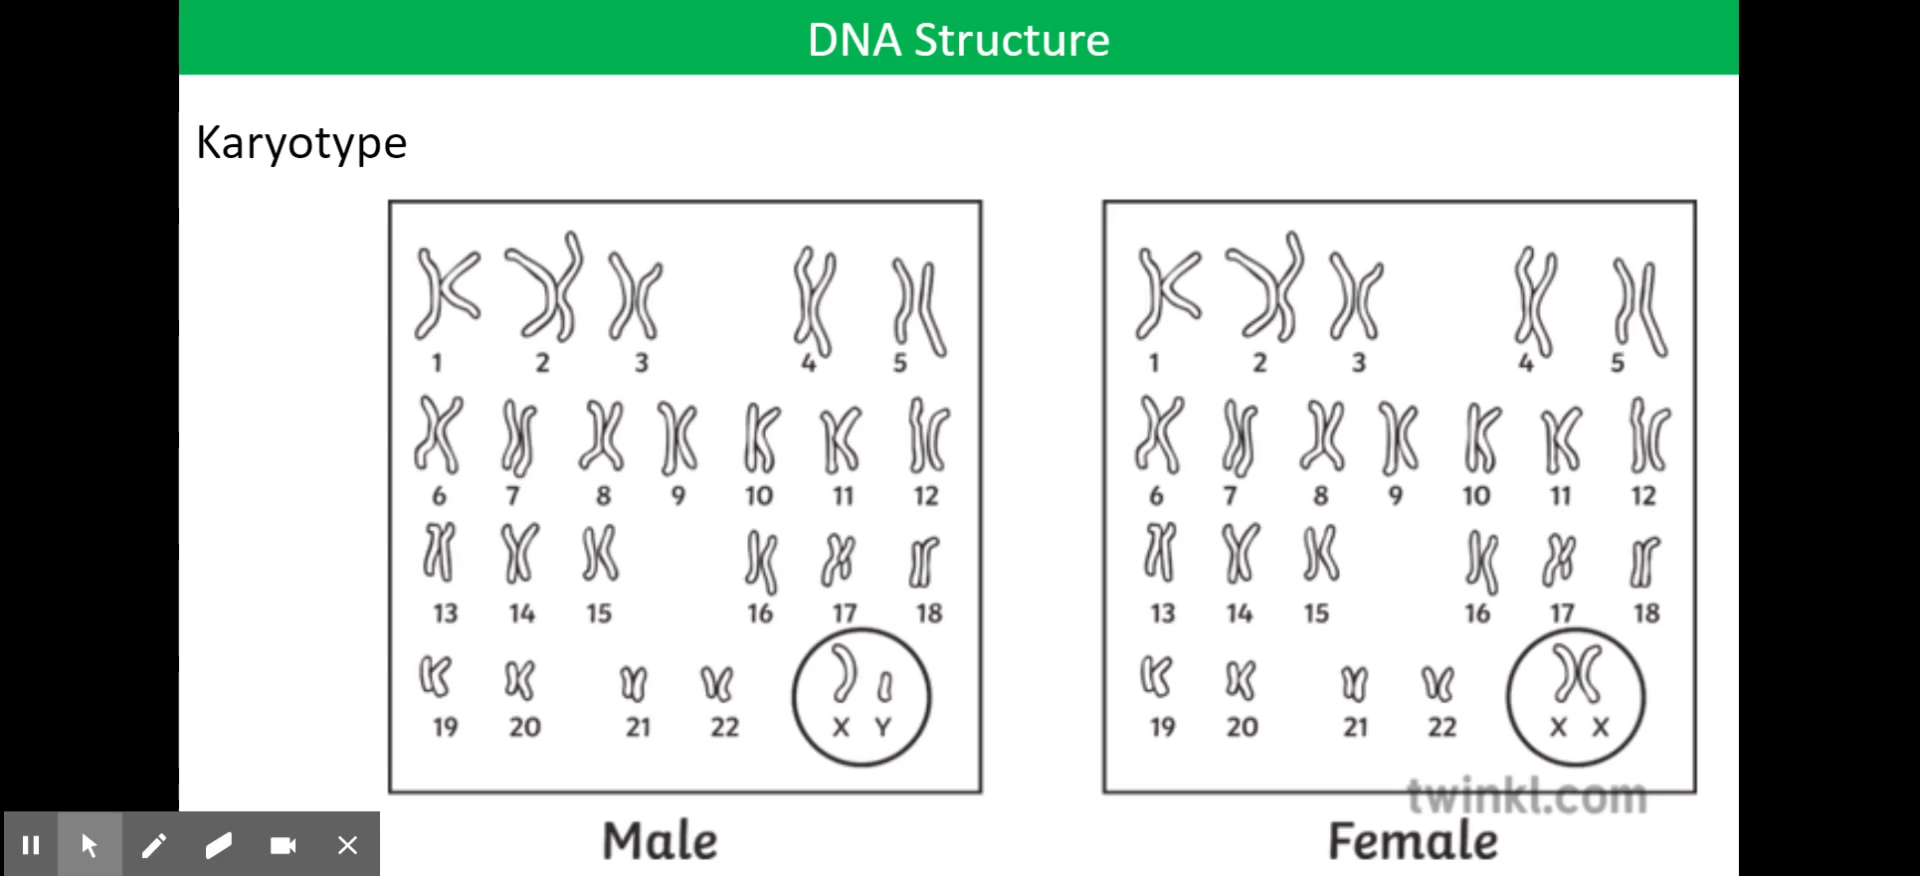 DNA Structure
Karyotype
1 2 3 4 5
6 7 8 9 10 11 12
13 14 15 16 17 18
19 20 21 22 X Y
Male
1 2 3 4 5
6 7 8 9 10 11 12
13 14 15 16 17 18
19 20 21 22 X X
twinkl.com
Female